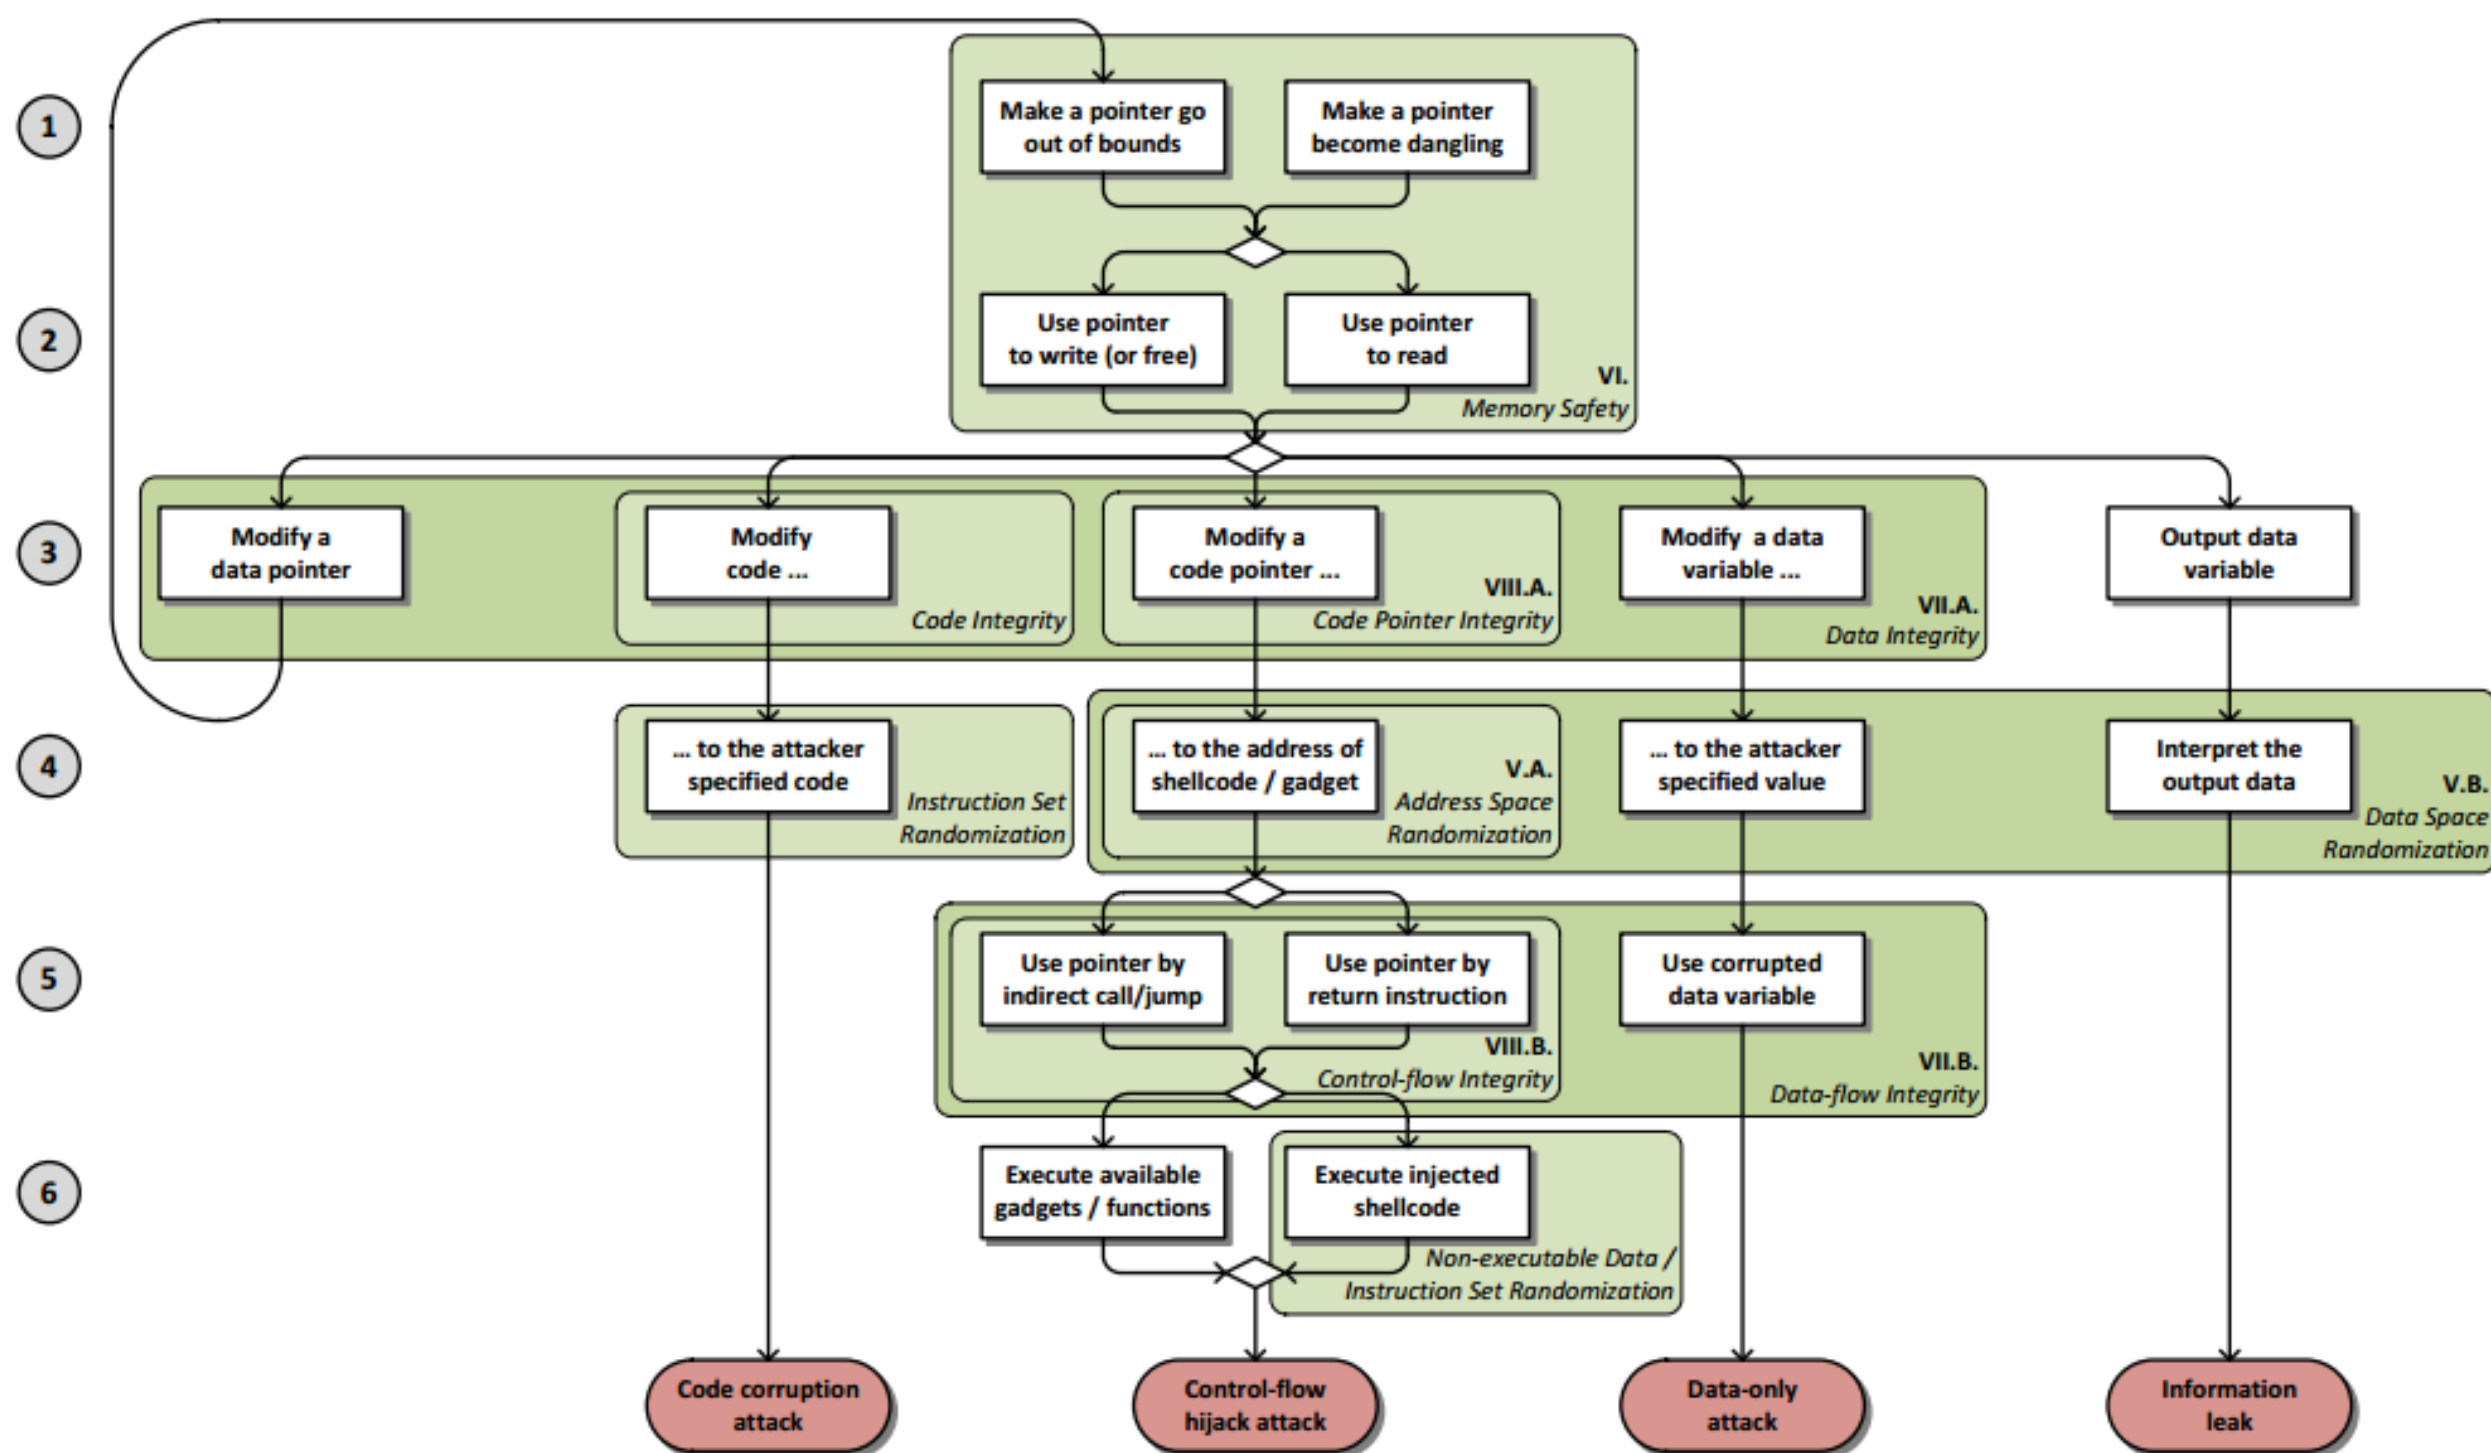 1
Make a pointer go
out of bounds
Make a pointer
become dangling
2
Use pointer
to write (or free)
Use pointer
to read
VI.
Memory Safety
3
Modify a
data pointer
Modify
code ...
Code Integrity
Modify a
code pointer ...
VIII.A.
Code Pointer Integrity
Modify a data
variable ...
VII.A.
Data Integrity
Output data
variable
4
... to the attacker
specified code
Instruction Set
Randomization
... to the address of
shellcode / gadget
V.A.
Address Space
Randomization
... to the attacker
specified value
Interpret the
output data
V.B.
Data Space
Randomization
5
Use pointer by
indirect call/jump
Use pointer by
return instruction
VIII.B.
Control-flow Integrity
Use corrupted
data variable
VII.B.
Data-flow Integrity
6
Execute available
gadgets / functions
Execute injected
shellcode
Non-executable Data /
Instruction Set Randomization
Code corruption
attack
Control-flow
hijack attack
Data-only
attack
Information
leak